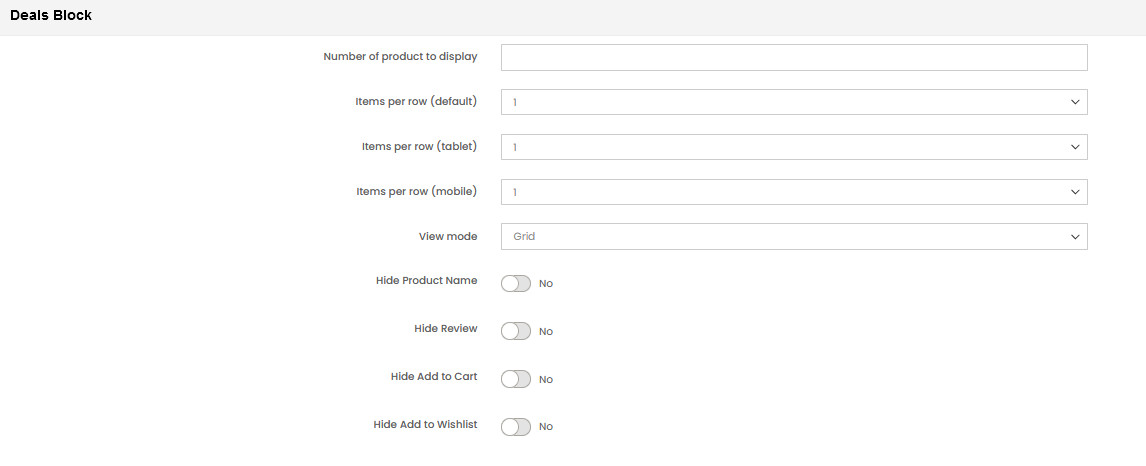 Deals Block
Number of product to display
Items per row (default) 1
Items per row (tablet) 1
Items per row (mobile) 1
View mode Grid
Hide Product Name No
Hide Review No
Hide Add to Cart No
Hide Add to Wishlist No